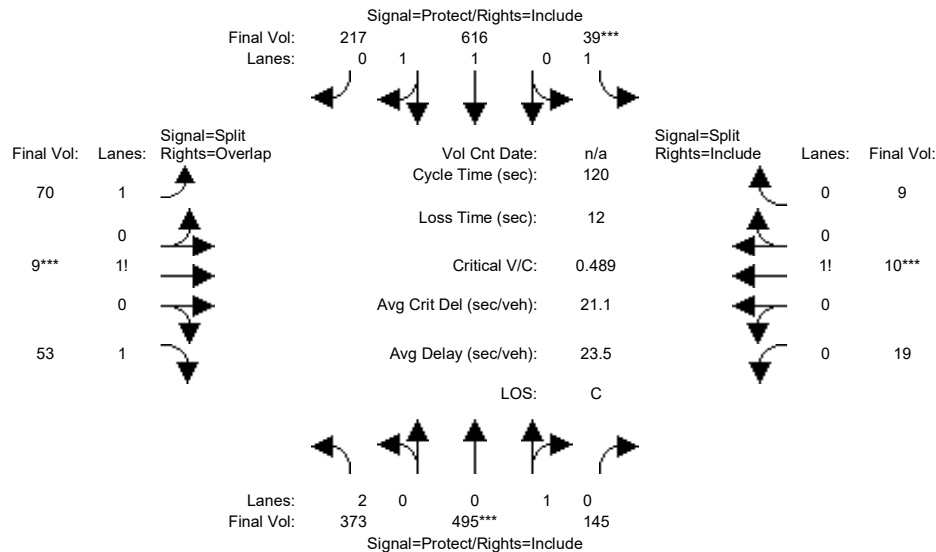 Signal=Protect/Rights=Include
Final Vol: 217 616 39***
Lanes: 0 1 1 0 1
Signal=Split Signal=Split
Final Vol: Lanes: Rights=Overlap Vol Cnt Date: n/a Rights=Include Lanes: Final Vol:
Cycle Time (sec): 120
70 1 0 9
Loss Time (sec): 12
0 0
9*** 1! Critical V/C: 0.489 1! 10***
0 Avg Crit Del (sec/veh): 21.1 0
53 1 Avg Delay (sec/veh): 23.5 0 19
LOS: C
Lanes: 2 0 0 1 0
Final Vol: 373 495*** 145
Signal=Protect/Rights=Include